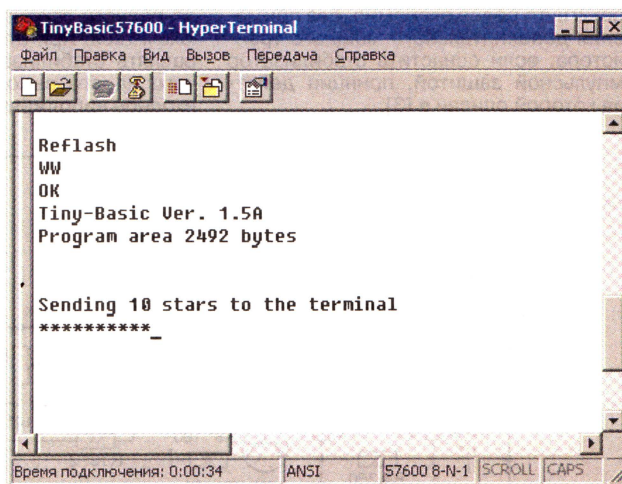 TinyBasic57600 - HyperTerminal
Файл Правка Вид Вызов Передача Справка
Reflash
WW
OK
Tiny-Basic Ver. 1.5A
Program area 2492 bytes
Sending 10 stars to the terminal
**********_
Время подключения: 0:00:34 ANSI 57600 8-N-1 SCROLL CAPS